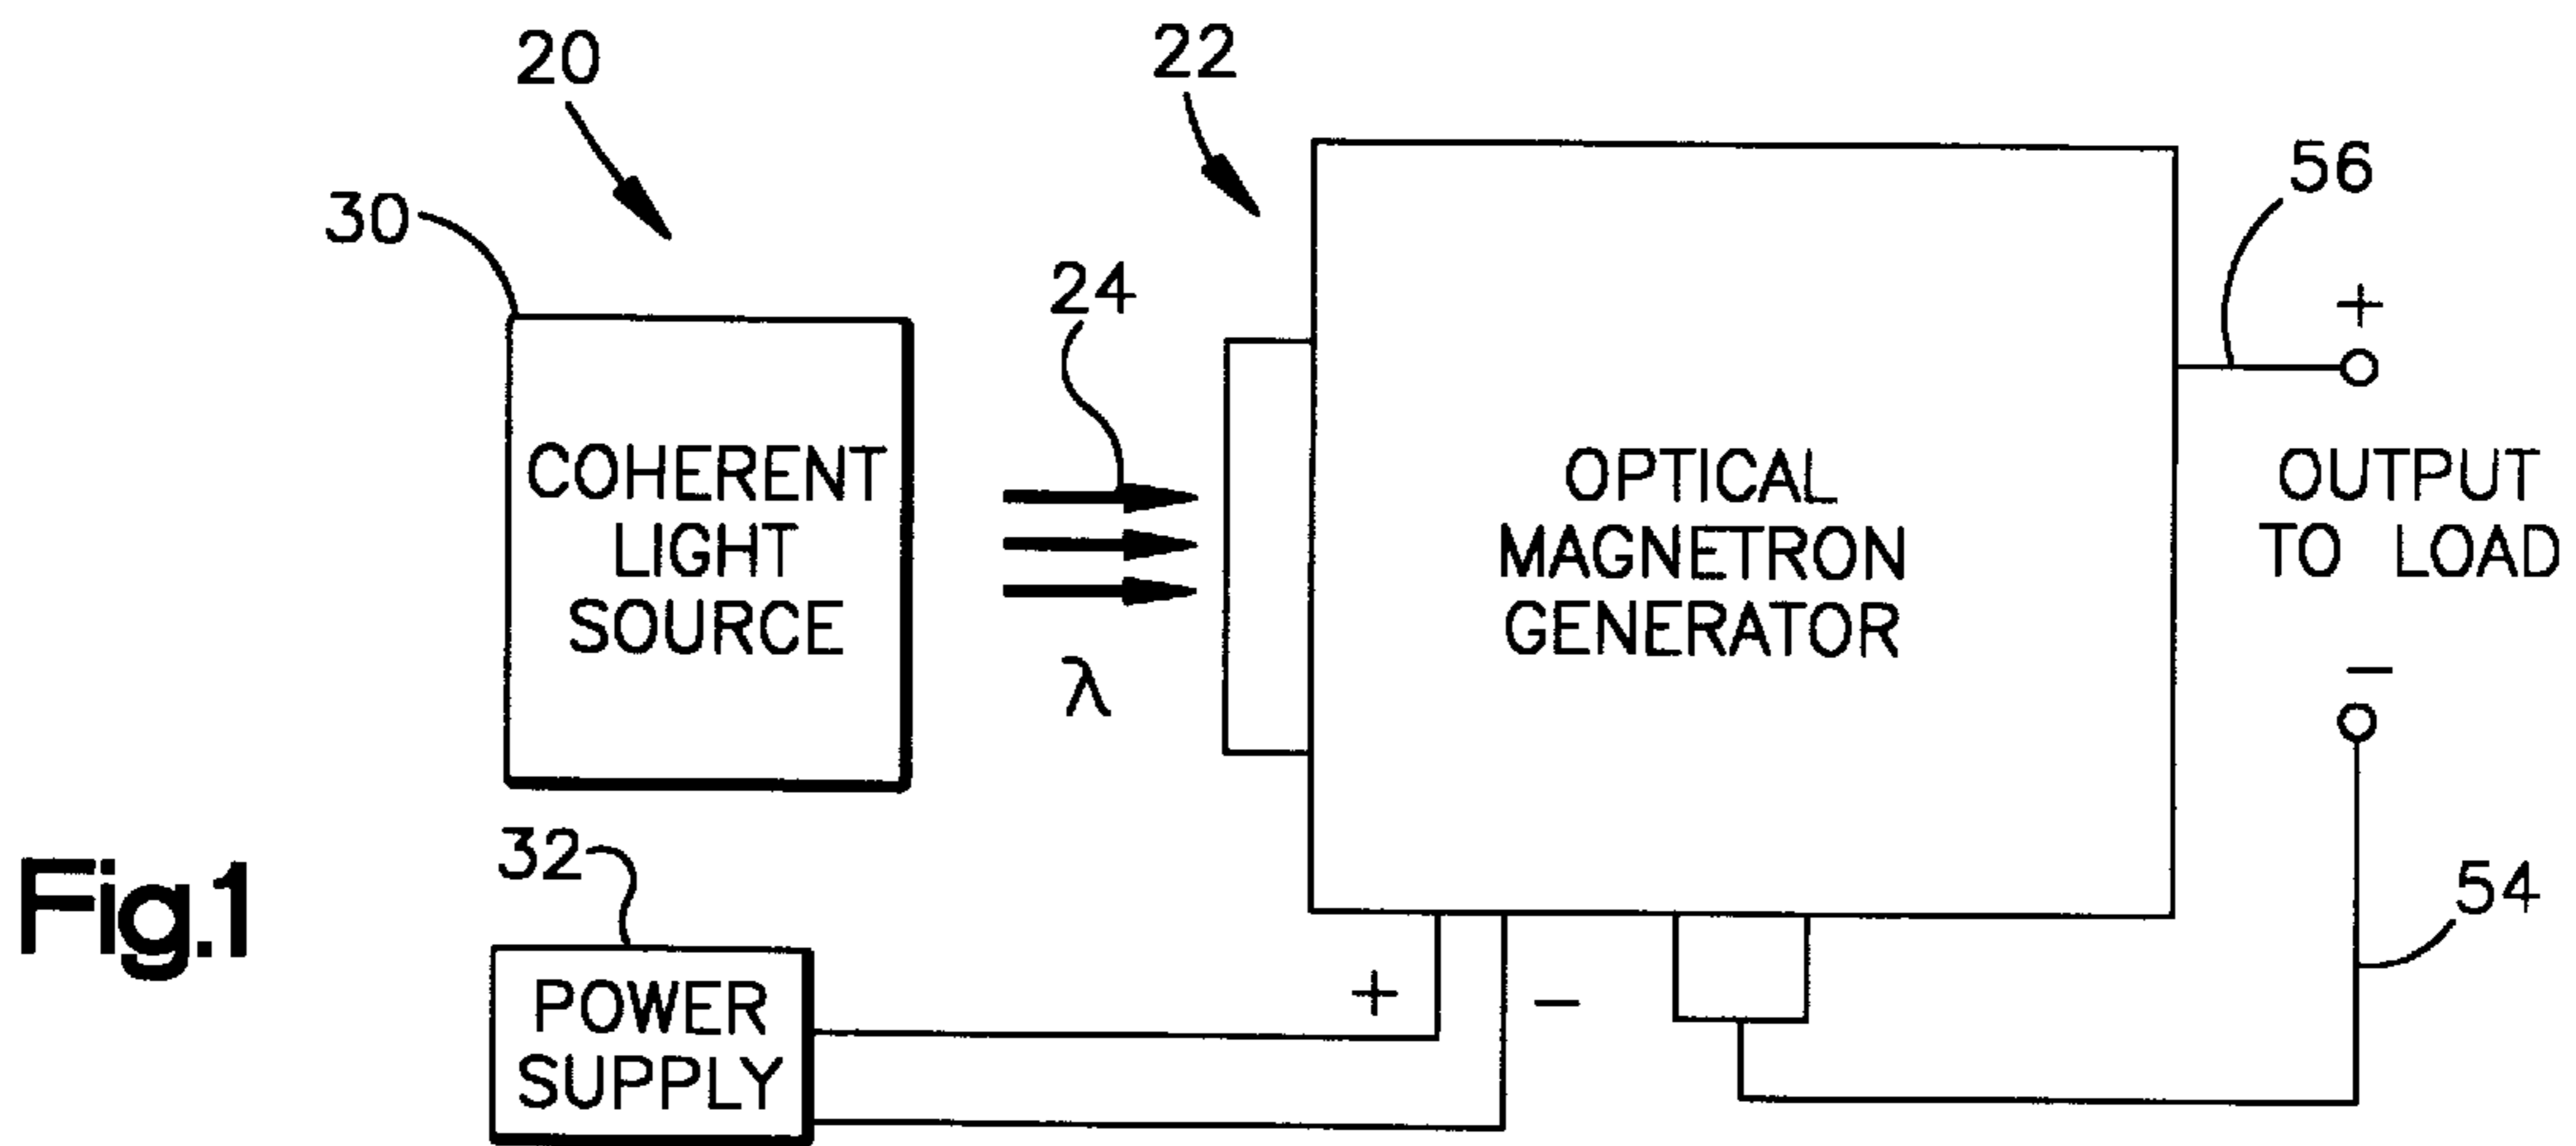 20
22
30
24
56
+
COHERENT
LIGHT
SOURCE
λ
OPTICAL
MAGNETRON
GENERATOR
OUTPUT
TO LOAD
−
32
54
POWER
SUPPLY
+
−
Fig.1